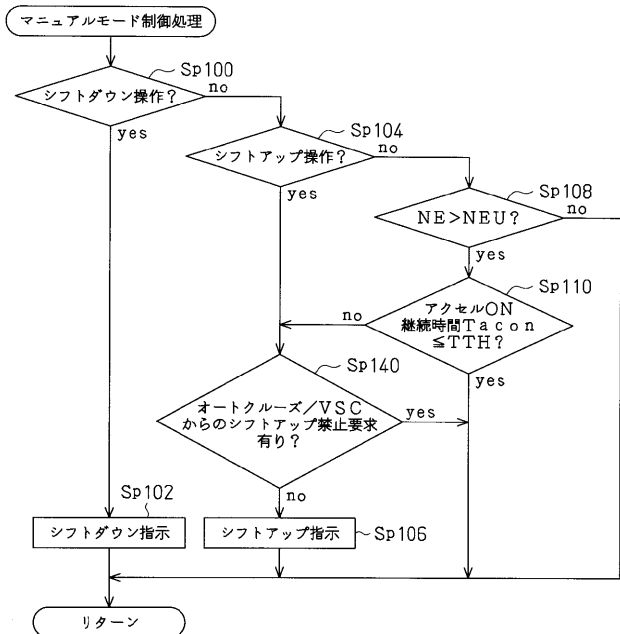 マニュアルモード制御処理
Sp100
シフトダウン操作？
no
yes
Sp104
シフトアップ操作？
no
yes
Sp108
NE>NEU？
no
yes
Sp110
アクセルON
継続時間Tacon
≦TTH？
no
yes
Sp140
オートクルーズ／VSC
からのシフトアップ禁止要求
有り？
yes
no
Sp102
シフトダウン指示
シフトアップ指示
Sp106
リターン